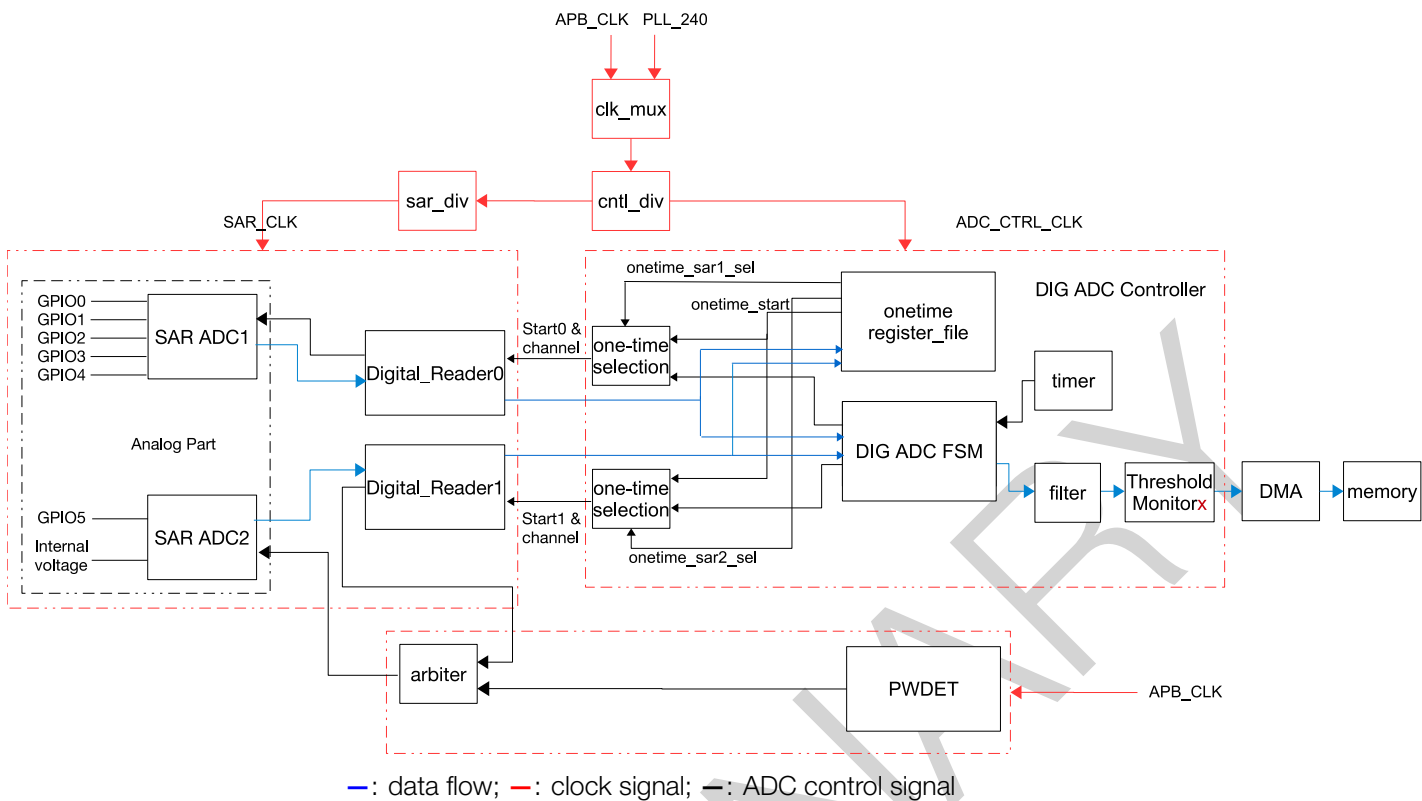 APB_CLK PLL_240
clk_mux
sar_div
cntl_div
SAR_CLK
ADC_CTRL_CLK
GPIO0
GPIO1
GPIO2
GPIO3
GPIO4
SAR ADC1
Digital_Reader0
Start0 &
channel
one-time
selection
onetime_sar1_sel
onetime_start
onetime
register_file
DIG ADC Controller
timer
Analog Part
DIG ADC FSM
GPIO5
Internal
voltage
SAR ADC2
Digital_Reader1
Start1 &
channel
one-time
selection
onetime_sar2_sel
filter
Threshold
Monitorx
DMA
memory
arbiter
PWDET
APB_CLK
—: data flow; —: clock signal; —: ADC control signal